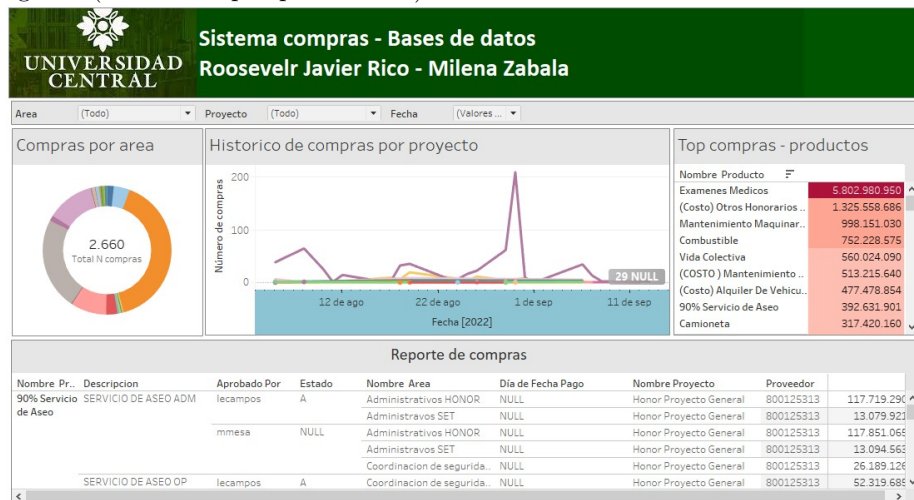 UNIVERSIDAD
CENTRAL
Sistema compras - Bases de datos
Roosevelr Javier Rico - Milena Zabala
Area (Todo) Proyecto (Todo) Fecha (Valores ...
Compras por area
2.660
Total N compras
Historico de compras por proyecto
Número de compras
200
100
0
29 NULL
12 de ago 22 de ago 1 de sep 11 de sep
Fecha [2022]
Top compras - productos
Nombre Producto
Examenes Medicos 5.802.980.950
(Costo) Otros Honorarios .. 1.325.558.686
Mantenimiento Maquinar.. 998.151.030
Combustible 752.228.575
Vida Colectiva 560.024.090
(COSTO ) Mantenimiento .. 513.215.640
(Costo) Alquiler De Vehicu.. 477.478.854
90% Servicio de Aseo 392.631.901
Camioneta 317.420.160
Reporte de compras
Nombre Pr.. Descripcion Aprobado Por Estado Nombre Area Día de Fecha Pago Nombre Proyecto Proveedor
90% Servicio de Aseo SERVICIO DE ASEO ADM lecampos A Administrativos HONOR NULL Honor Proyecto General 800125313 117.719.290
Administravos SET NULL Honor Proyecto General 800125313 13.079.921
mmesa NULL Administrativos HONOR NULL Honor Proyecto General 800125313 117.851.065
Administravos SET NULL Honor Proyecto General 800125313 13.094.563
Coordinacion de segurida.. NULL Honor Proyecto General 800125313 26.189.126
SERVICIO DE ASEO OP lecampos A Coordinacion de segurida.. NULL Honor Proyecto General 800125313 52.319.685